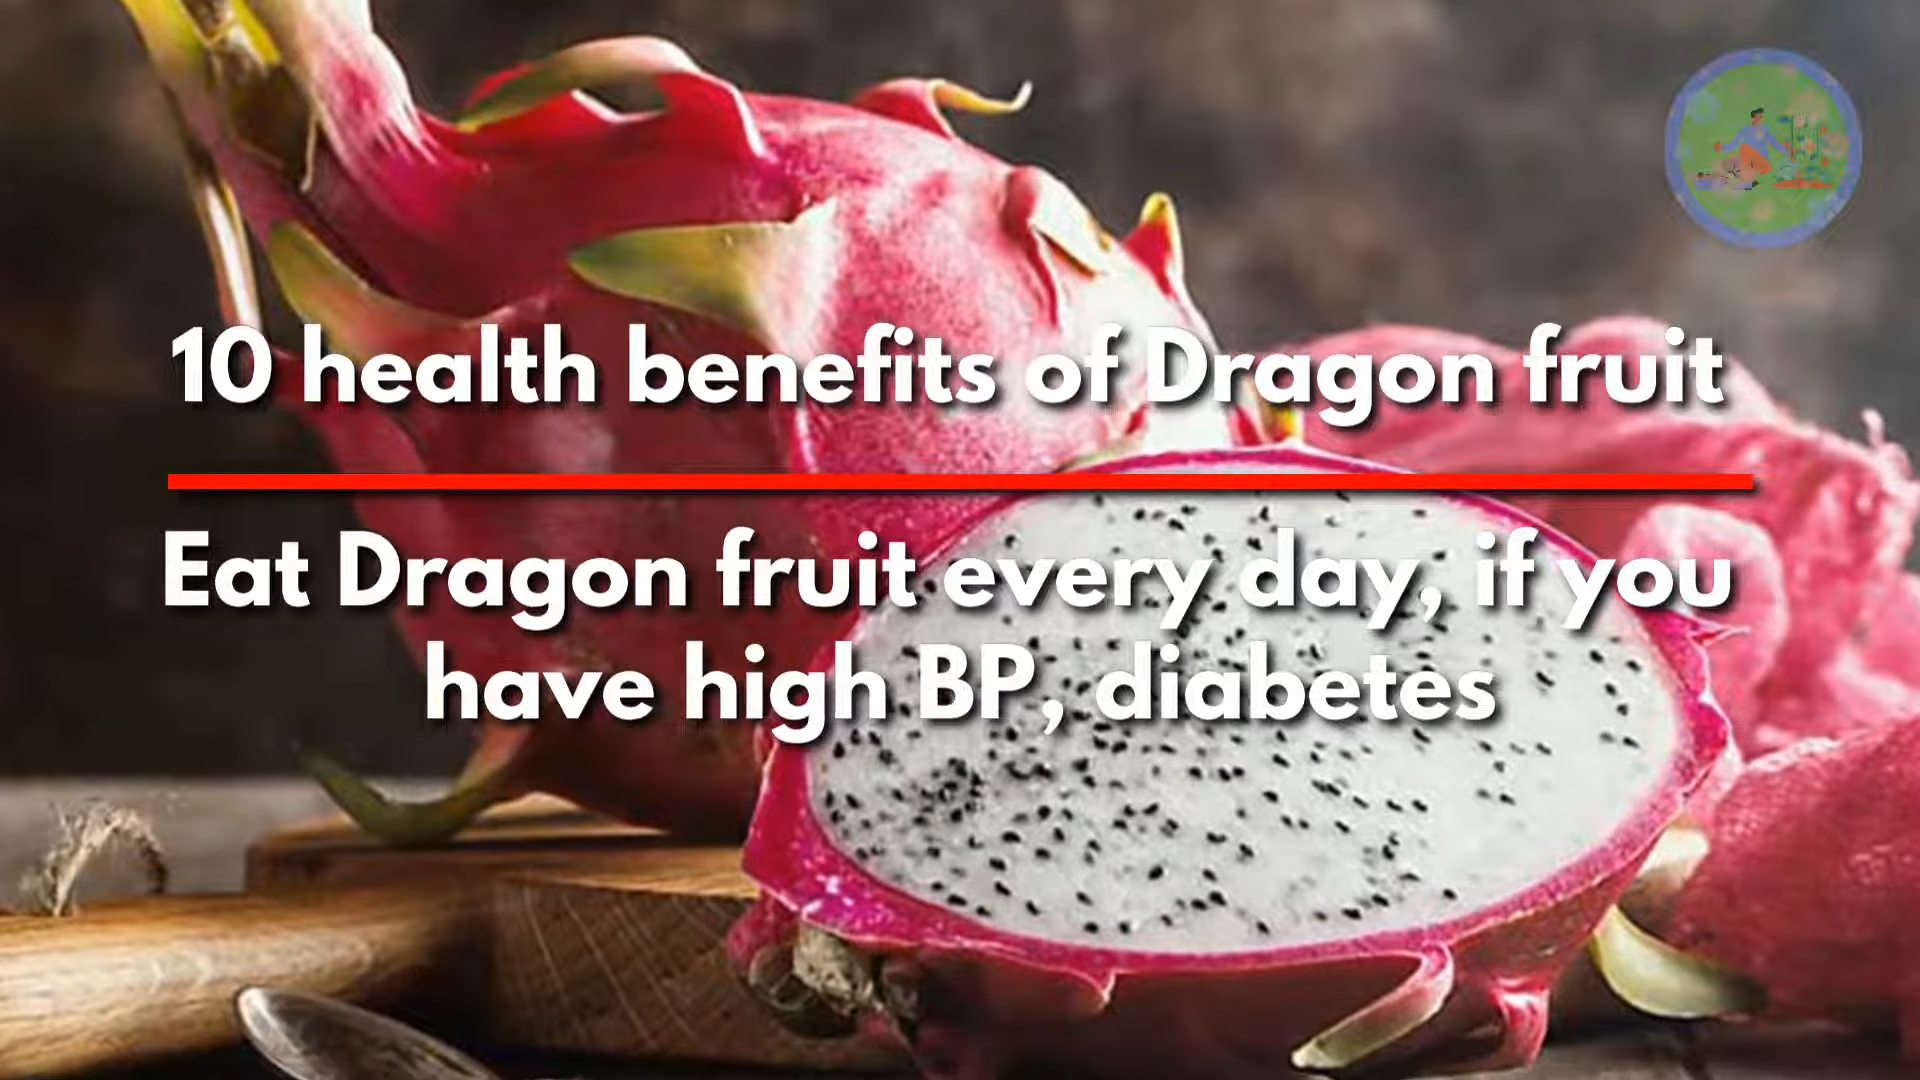 10 health benefits of Dragon fruit
Eat Dragon fruit every day, if you
have high BP, diabetes